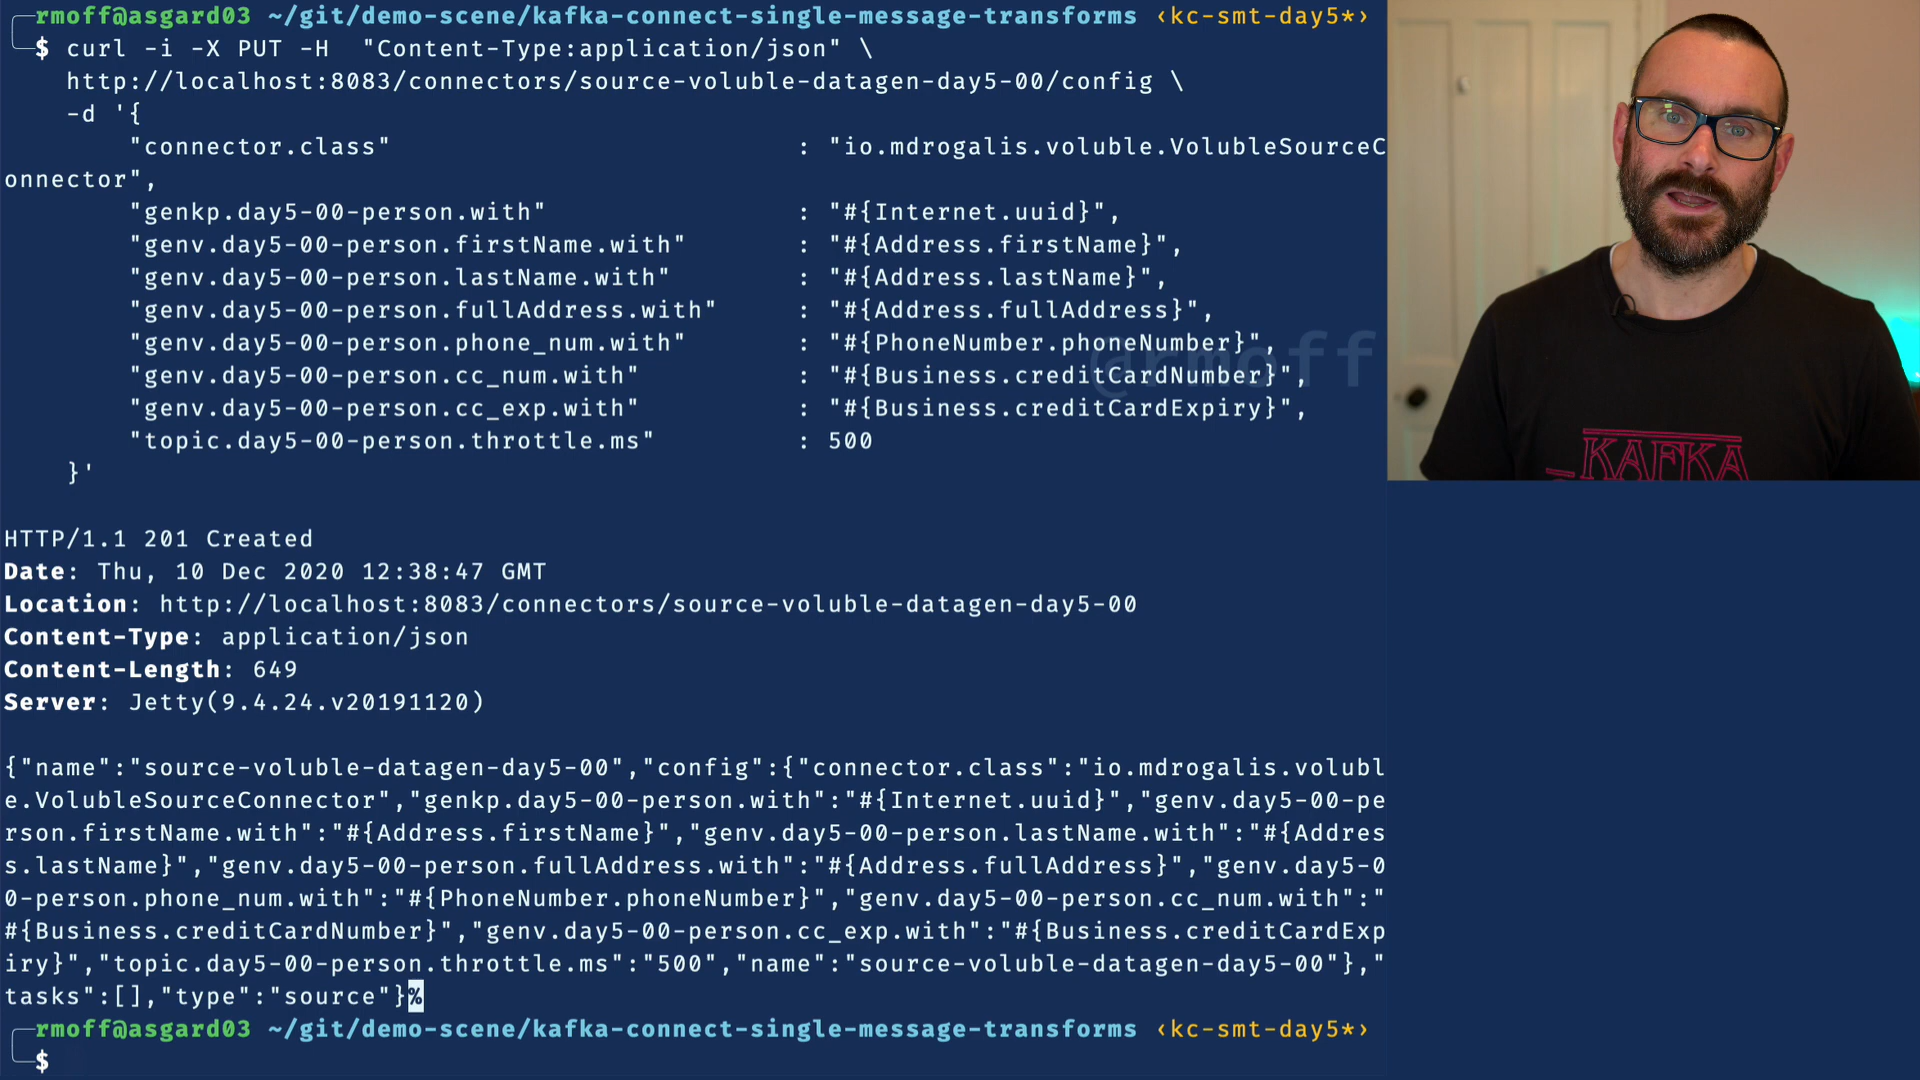 rmoff@asgard03 ~/git/demo-scene/kafka-connect-single-message-transforms ‹kc-smt-day5*›
$ curl -i -X PUT -H  "Content-Type:application/json" \
    http://localhost:8083/connectors/source-voluble-datagen-day5-00/config \
    -d '{
        "connector.class"                           : "io.mdrogalis.voluble.VolubleSourceC
onnector",
        "genkp.day5-00-person.with"                 : "#{Internet.uuid}",
        "genv.day5-00-person.firstName.with"        : "#{Address.firstName}",
        "genv.day5-00-person.lastName.with"         : "#{Address.lastName}",
        "genv.day5-00-person.fullAddress.with"      : "#{Address.fullAddress}",
        "genv.day5-00-person.phone_num.with"        : "#{PhoneNumber.phoneNumber}",
@rmoff
        "genv.day5-00-person.cc_num.with"           : "#{Business.creditCardNumber}",
        "genv.day5-00-person.cc_exp.with"           : "#{Business.creditCardExpiry}",
        "topic.day5-00-person.throttle.ms"          : 500
    }'
HTTP/1.1 201 Created
Date: Thu, 10 Dec 2020 12:38:47 GMT
Location: http://localhost:8083/connectors/source-voluble-datagen-day5-00
Content-Type: application/json
Content-Length: 649
Server: Jetty(9.4.24.v20191120)
{"name":"source-voluble-datagen-day5-00","config":{"connector.class":"io.mdrogalis.volubl
e.VolubleSourceConnector","genkp.day5-00-person.with":"#{Internet.uuid}","genv.day5-00-pe
rson.firstName.with":"#{Address.firstName}","genv.day5-00-person.lastName.with":"#{Addres
s.lastName}","genv.day5-00-person.fullAddress.with":"#{Address.fullAddress}","genv.day5-0
0-person.phone_num.with":"#{PhoneNumber.phoneNumber}","genv.day5-00-person.cc_num.with":"
#{Business.creditCardNumber}","genv.day5-00-person.cc_exp.with":"#{Business.creditCardExp
iry}","topic.day5-00-person.throttle.ms":"500","name":"source-voluble-datagen-day5-00"},"
tasks":[],"type":"source"}%
rmoff@asgard03 ~/git/demo-scene/kafka-connect-single-message-transforms ‹kc-smt-day5*›
$
KAFKA